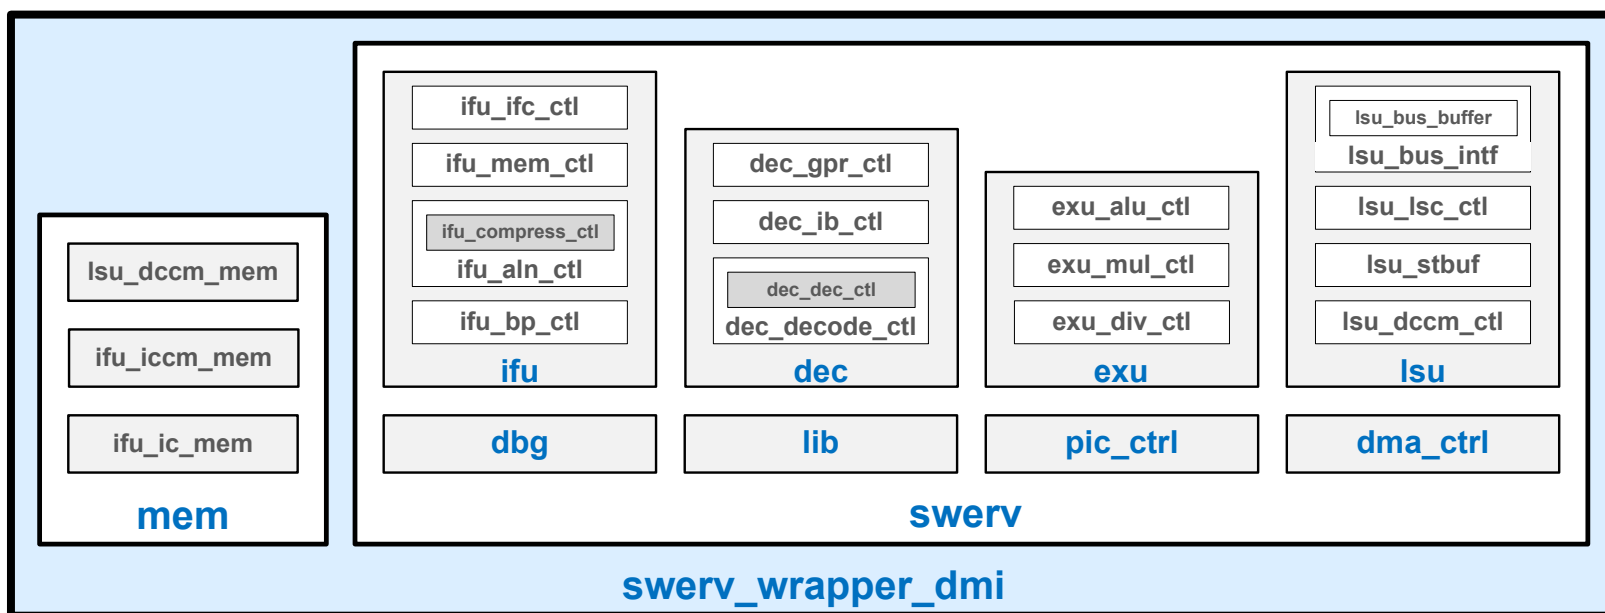 lsu_dccm_mem
ifu_iccm_mem
ifu_ic_mem
mem
ifu_ifc_ctl
ifu_mem_ctl
ifu_compress_ctl
ifu_aln_ctl
ifu_bp_ctl
ifu
dec_gpr_ctl
dec_ib_ctl
dec_dec_ctl
dec_decode_ctl
dec
exu_alu_ctl
exu_mul_ctl
exu_div_ctl
exu
lsu_bus_buffer
lsu_bus_intf
lsu_lsc_ctl
lsu_stbuf
lsu_dccm_ctl
lsu
dbg
lib
pic_ctrl
dma_ctrl
swerv
swerv_wrapper_dmi